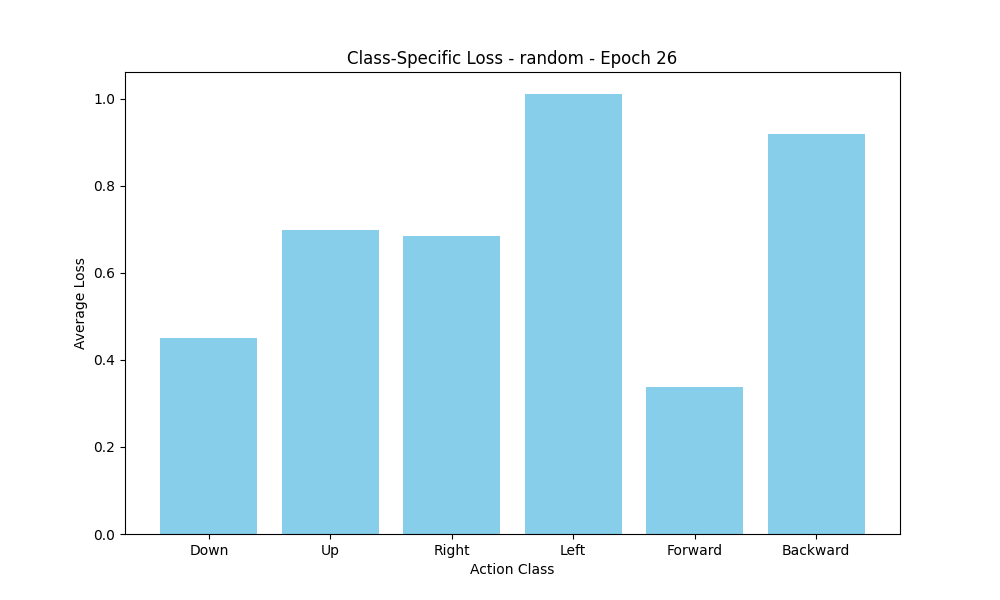 Class-Specific Loss - random - Epoch 26
Average Loss
1.0
0.8
0.6
0.4
0.2
0.0
Down Up Right Left Forward Backward
Action Class